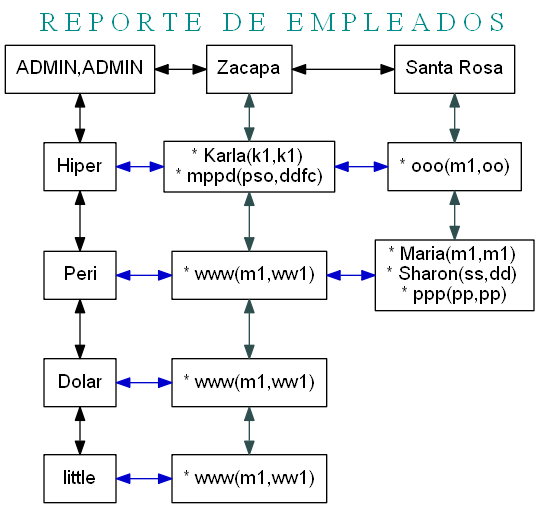 REPORTE DE EMPLEADOS
ADMIN,ADMIN
Zacapa
Santa Rosa
Hiper
* Karla(k1,k1)
* mppd(pso,ddfc)
* ooo(m1,oo)
Peri
* www(m1,ww1)
* Maria(m1,m1)
* Sharon(ss,dd)
* ppp(pp,pp)
Dolar
* www(m1,ww1)
little
* www(m1,ww1)